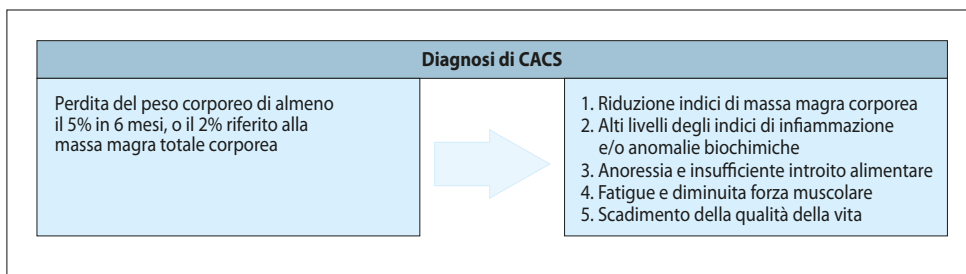 Diagnosi di CACS
Perdita del peso corporeo di almeno
il 5% in 6 mesi, o il 2% riferito alla
massa magra totale corporea
1. Riduzione indici di massa magra corporea
2. Alti livelli degli indici di infiammazione
e/o anomalie biochimiche
3. Anoressia e insufficiente introito alimentare
4. Fatigue e diminuita forza muscolare
5. Scadimento della qualità della vita